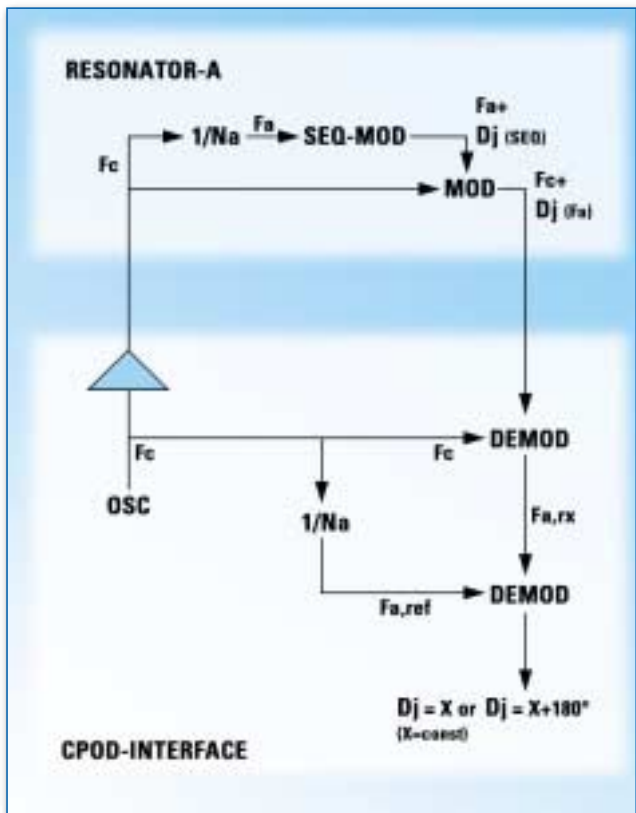 RESONATOR-A
Fa+
Dj (SEQ)
1/Na
Fa
SEQ-MOD
Fc
MOD
Fc+
Dj (Fa)
Fc
Fc
DEMOD
OSC
1/Na
Fa,rx
Fa,ref
DEMOD
Dj = X or Dj = X+180°
(X=const)
CPOD-INTERFACE